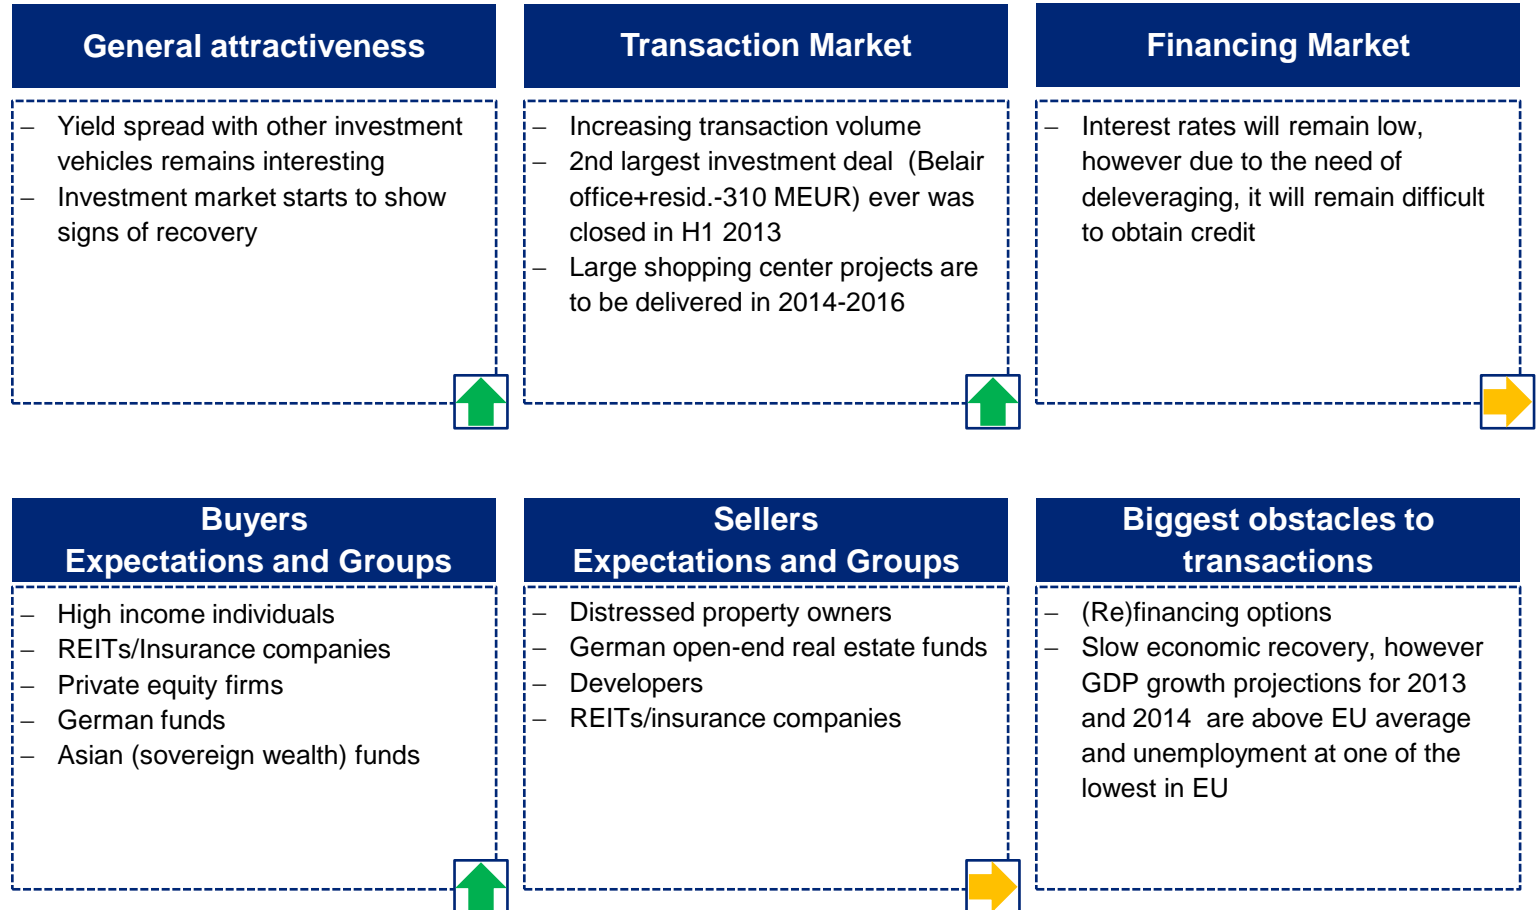 General attractiveness
– Yield spread with other investment
vehicles remains interesting
– Investment market starts to show
signs of recovery
Transaction Market
– Increasing transaction volume
– 2nd largest investment deal (Belair
office+resid.-310 MEUR) ever was
closed in H1 2013
– Large shopping center projects are
to be delivered in 2014-2016
Financing Market
– Interest rates will remain low,
however due to the need of
deleveraging, it will remain difficult
to obtain credit
Buyers
Expectations and Groups
– High income individuals
– REITs/Insurance companies
– Private equity firms
– German funds
– Asian (sovereign wealth) funds
Sellers
Expectations and Groups
– Distressed property owners
– German open-end real estate funds
– Developers
– REITs/insurance companies
Biggest obstacles to
transactions
– (Re)financing options
– Slow economic recovery, however
GDP growth projections for 2013
and 2014 are above EU average
and unemployment at one of the
lowest in EU